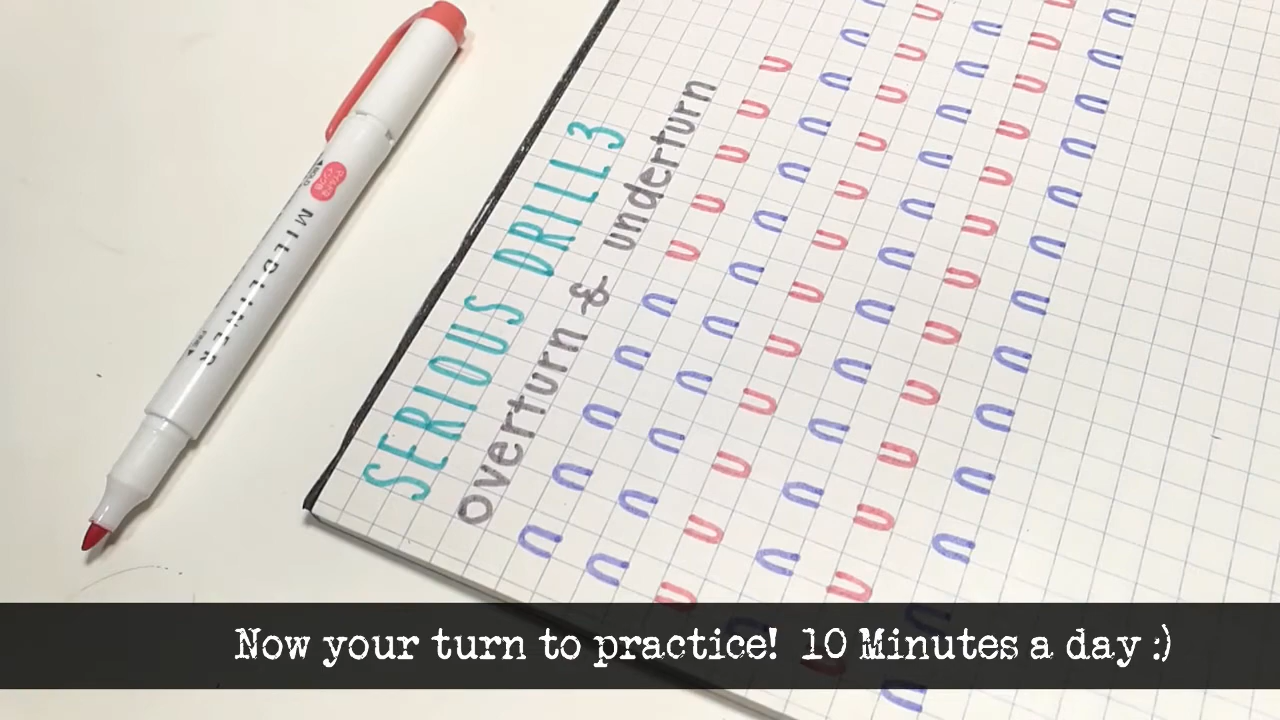 SERIOUS DRILL 3
overturn & underturn
MILDLINER
Now your turn to practice! 10 Minutes a day :)